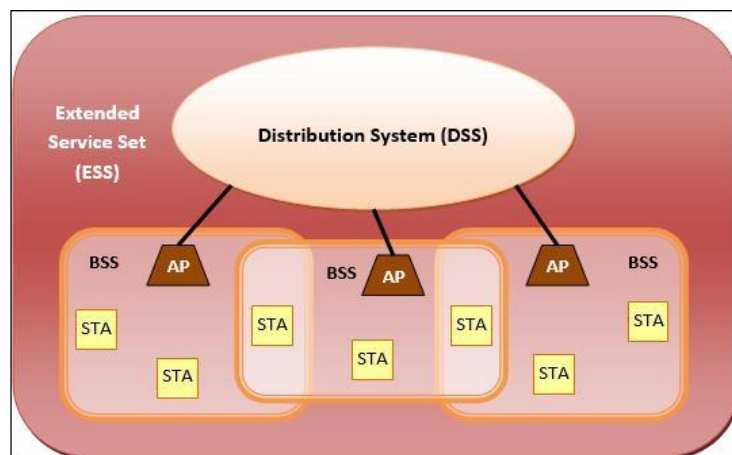 Extended
Service Set
(ESS)
Distribution System (DSS)
BSS
AP
BSS
AP
AP
BSS
STA
STA
STA
STA
STA
STA
STA